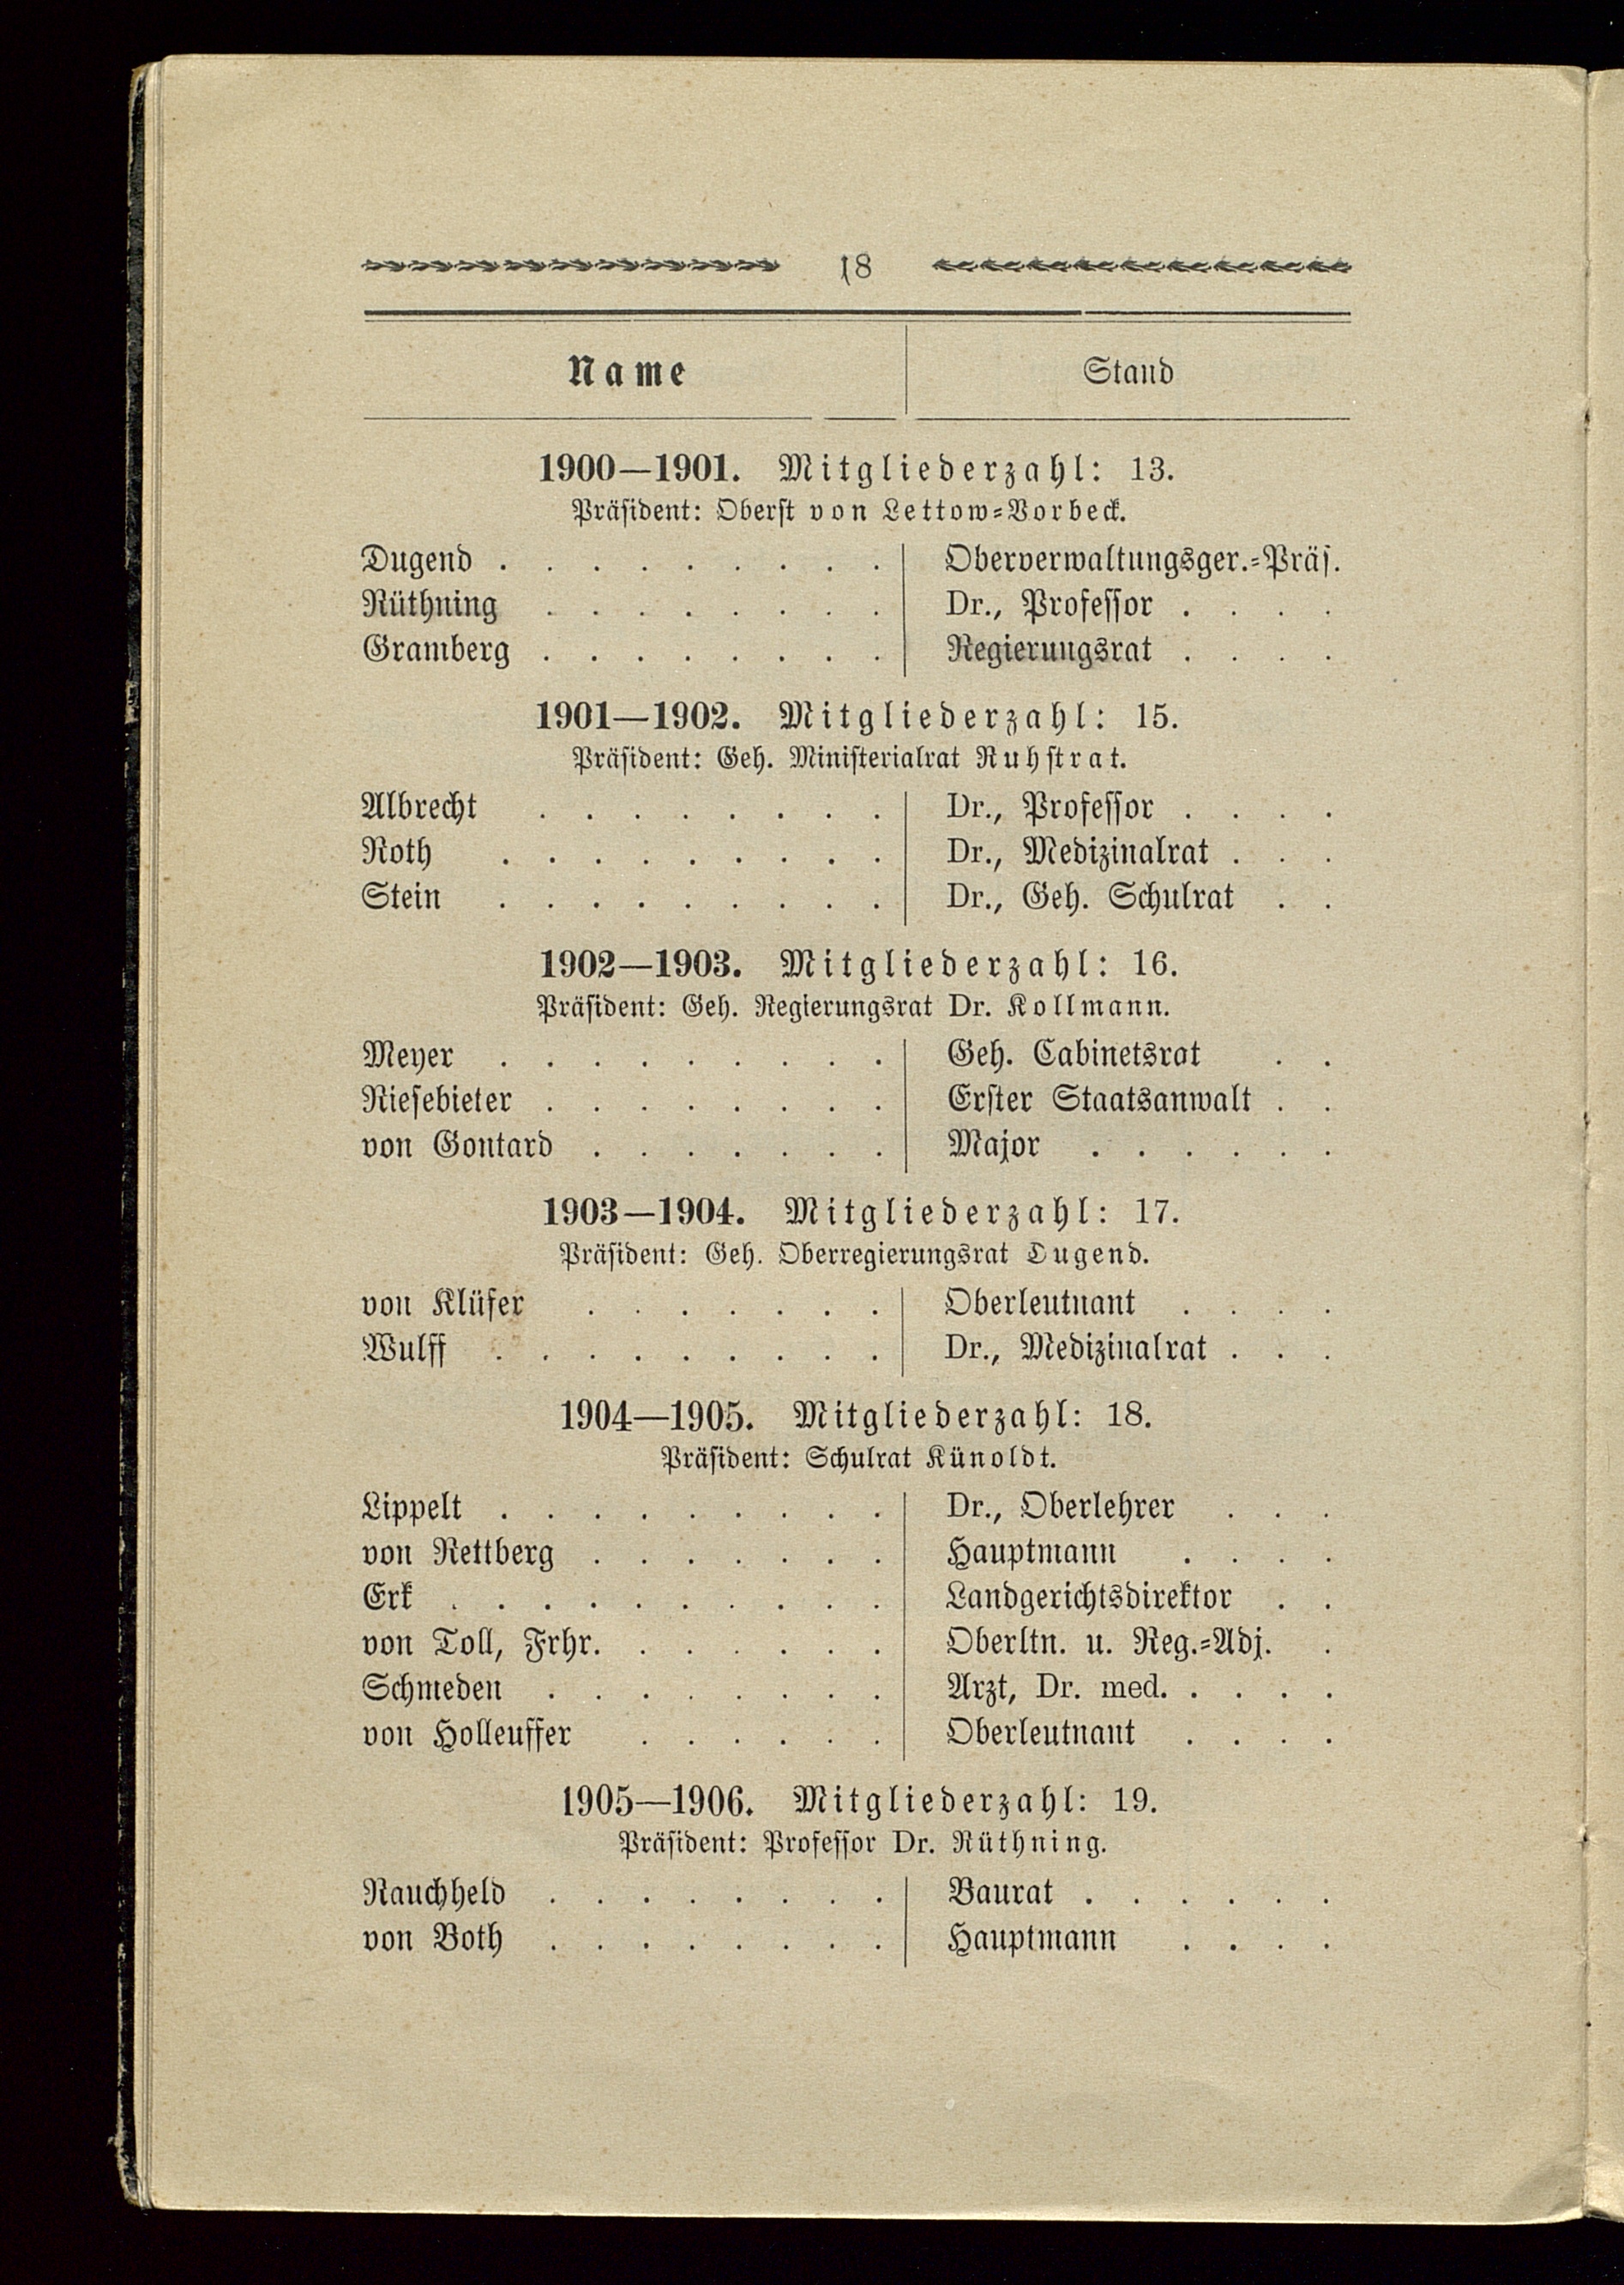 18
Name Stand
1900—1901. Mitgliederzahl: 13.
Präsident: Oberst von Lettow-Vorbeck.
Dugend . . . . . . . . . Oberverwaltungsger.-Präs.
Rüthning . . . . . . . . Dr., Professor . . . .
Gramberg . . . . . . . . Regierungsrat . . . .
1901—1902. Mitgliederzahl: 15.
Präsident: Geh. Ministerialrat Ruhstrat.
Albrecht . . . . . . . . Dr., Professor . . . .
Roth . . . . . . . . . Dr., Medizinalrat . . .
Stein . . . . . . . . . Dr., Geh. Schulrat . .
1902—1903. Mitgliederzahl: 16.
Präsident: Geh. Regierungsrat Dr. Kollmann.
Meyer . . . . . . . . . Geh. Cabinetsrat . .
Riesebieter . . . . . . . . Erster Staatsanwalt . .
von Gontard . . . . . . . Major . . . . . .
1903—1904. Mitgliederzahl: 17.
Präsident: Geh. Oberregierungsrat Dugend.
von Klüfer . . . . . . . Oberleutnant . . . .
Wulff . . . . . . . . . Dr., Medizinalrat . . .
1904—1905. Mitgliederzahl: 18.
Präsident: Schulrat Künoldt.
Lippelt . . . . . . . . . Dr., Oberlehrer . . .
von Rettberg . . . . . . . Hauptmann . . . .
Erk . . . . . . . . . . Landgerichtsdirektor . .
von Toll, Frhr. . . . . . . Oberltn. u. Reg.-Adj. .
Schmeden . . . . . . . . Arzt, Dr. med. . . . .
von Holleuffer . . . . . . Oberleutnant . . . .
1905—1906. Mitgliederzahl: 19.
Präsident: Professor Dr. Rüthning.
Rauchheld . . . . . . . . Baurat . . . . . .
von Both . . . . . . . . Hauptmann . . . .